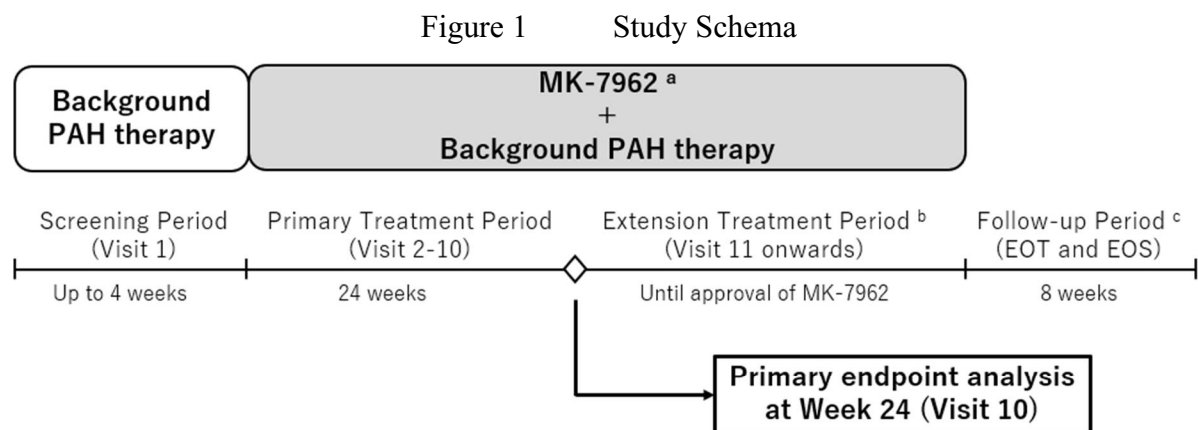 Figure 1 Study Schema
Background
PAH therapy
MK-7962 a
+
Background PAH therapy
Screening Period
(Visit 1)
Primary Treatment Period
(Visit 2-10)
Extension Treatment Period b
(Visit 11 onwards)
Follow-up Period c
(EOT and EOS)
Up to 4 weeks
24 weeks
Until approval of MK-7962
8 weeks
Primary endpoint analysis
at Week 24 (Visit 10)